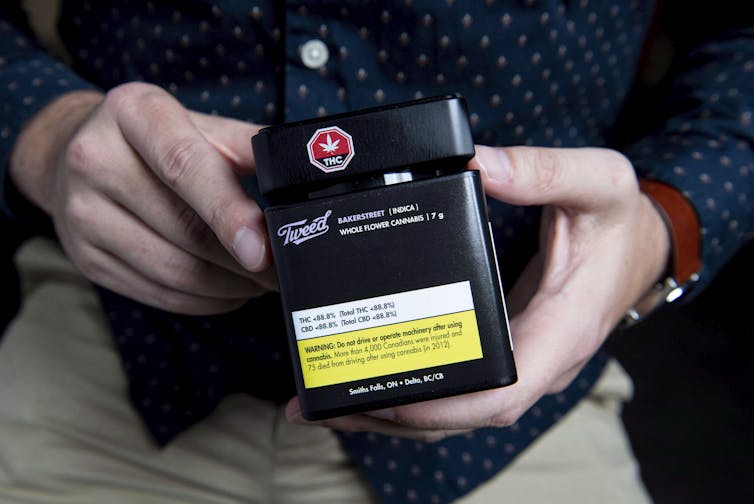 THC
Tweed BAKERSTREET (INDICA)
WHOLE FLOWER CANNABIS | 7 g
THC <88.8% (Total THC <88.8%)
CBD <88.8% (Total CBD <88.8%)
WARNING: Do not drive or operate machinery after using
cannabis. More than 4,000 Canadians were injured and
75 died from driving after using cannabis (in 2012).
Smiths Falls, ON • Delta, BC/CB